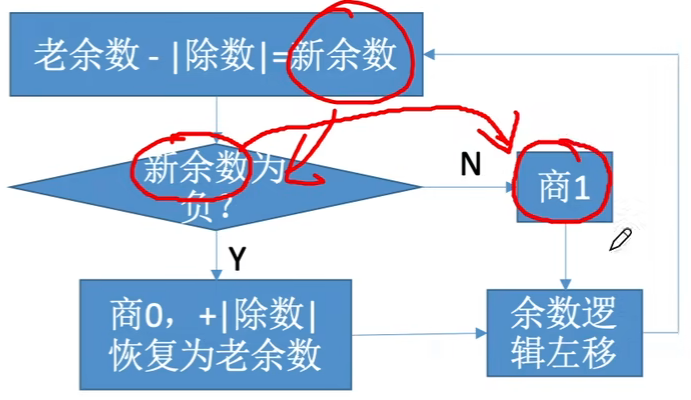 老余数 - |除数|=新余数
新余数为
负？
N
商1
Y
商0，+|除数|
恢复为老余数
余数逻
辑左移